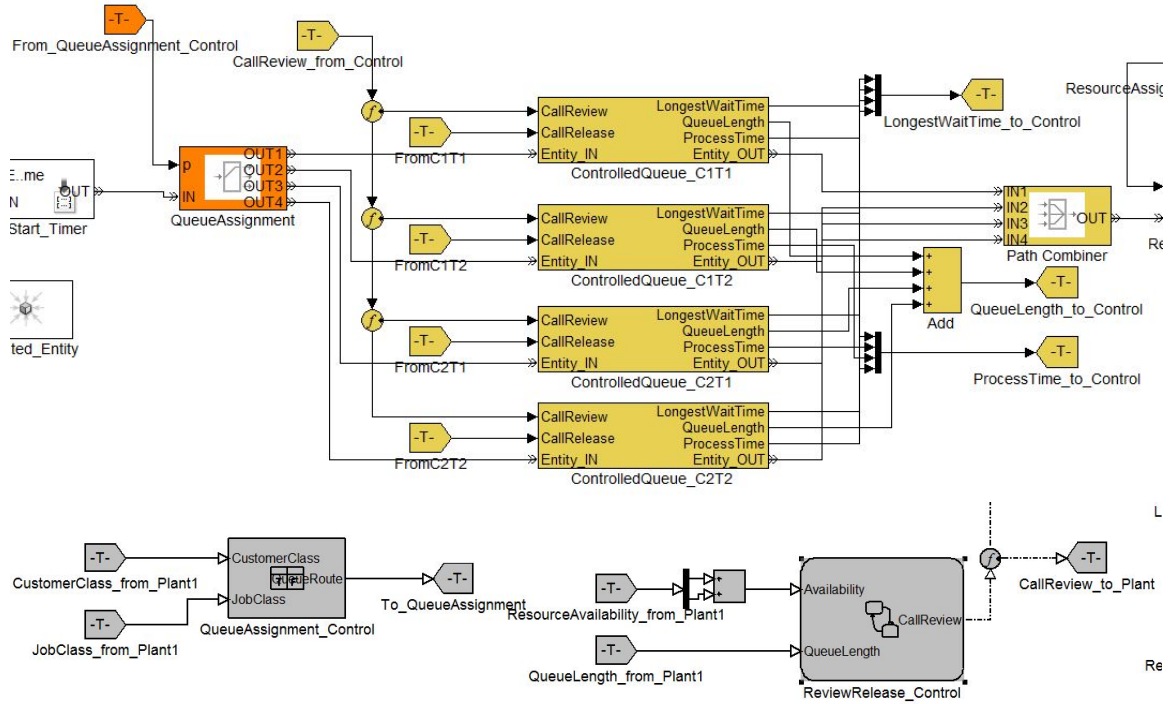 -T-
From_QueueAssignment_Control
-T-
CallReview_from_Control
E..me
OUT
IN
Start_Timer
ted_Entity
p
IN
OUT1
OUT2
OUT3
OUT4
QueueAssignment
f
-T-
FromC1T1
CallReview
CallRelease
Entity_IN
LongestWaitTime
QueueLength
ProcessTime
Entity_OUT
ControlledQueue_C1T1
f
-T-
FromC1T2
CallReview
CallRelease
Entity_IN
LongestWaitTime
QueueLength
ProcessTime
Entity_OUT
ControlledQueue_C1T2
f
-T-
FromC2T1
CallReview
CallRelease
Entity_IN
LongestWaitTime
QueueLength
ProcessTime
Entity_OUT
ControlledQueue_C2T1
-T-
FromC2T2
CallReview
CallRelease
Entity_IN
LongestWaitTime
QueueLength
ProcessTime
Entity_OUT
ControlledQueue_C2T2
-T-
LongestWaitTime_to_Control
ResourceAssig
IN1
IN2
IN3
IN4
OUT
Path Combiner
Re
+
+
+
+
Add
-T-
QueueLength_to_Control
-T-
ProcessTime_to_Control
-T-
CustomerClass_from_Plant1
-T-
JobClass_from_Plant1
CustomerClass
QueueRoute
JobClass
QueueAssignment_Control
-T-
To_QueueAssignment
-T-
ResourceAvailability_from_Plant1
+
+
-T-
QueueLength_from_Plant1
Availability
CallReview
QueueLength
ReviewRelease_Control
f
-T-
CallReview_to_Plant
L
Re